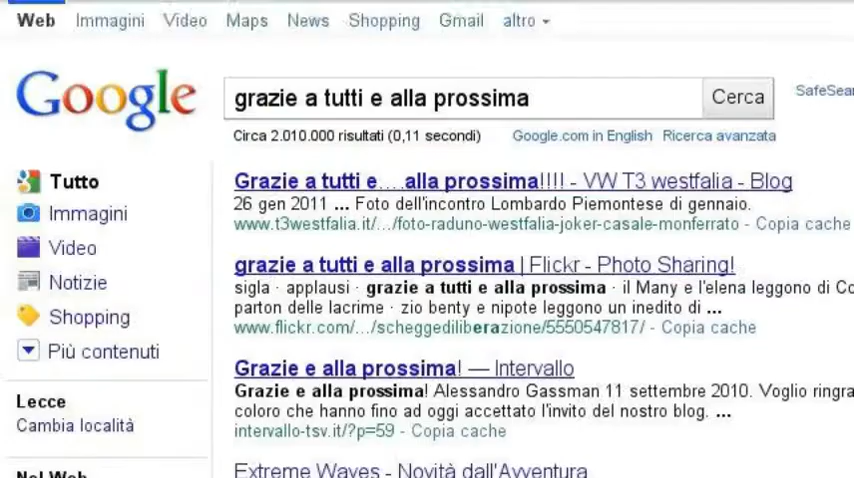 Web Immagini Video Maps News Shopping Gmail altro
Google
grazie a tutti e alla prossima Cerca
SafeSear
Circa 2.010.000 risultati (0,11 secondi) Google.com in English Ricerca avanzata
Tutto
Immagini
Video
Notizie
Shopping
Più contenuti
Lecce
Cambia località
Nel Web
Grazie a tutti e....alla prossima!!!! - VW T3 westfalia - Blog
26 gen 2011 ... Foto dell'incontro Lombardo Piemontese di gennaio.
www.t3westfalia.it/.../foto-raduno-westfalia-joker-casale-monferrato - Copia cache
grazie a tutti e alla prossima | Flickr - Photo Sharing!
sigla · applausi · grazie a tutti e alla prossima · il Many e l'elena leggono di Co
parton delle lacrime · zio benty e nipote leggono un inedito di ...
www.flickr.com/.../scheggediliberazione/5550547817/ - Copia cache
Grazie e alla prossima! — Intervallo
Grazie e alla prossima! Alessandro Gassman 11 settembre 2010. Voglio ringra
coloro che hanno fino ad oggi accettato l'invito del nostro blog. ...
intervallo-tsv.it/?p=59 - Copia cache
Extreme Waves - Novità dall'Avventura